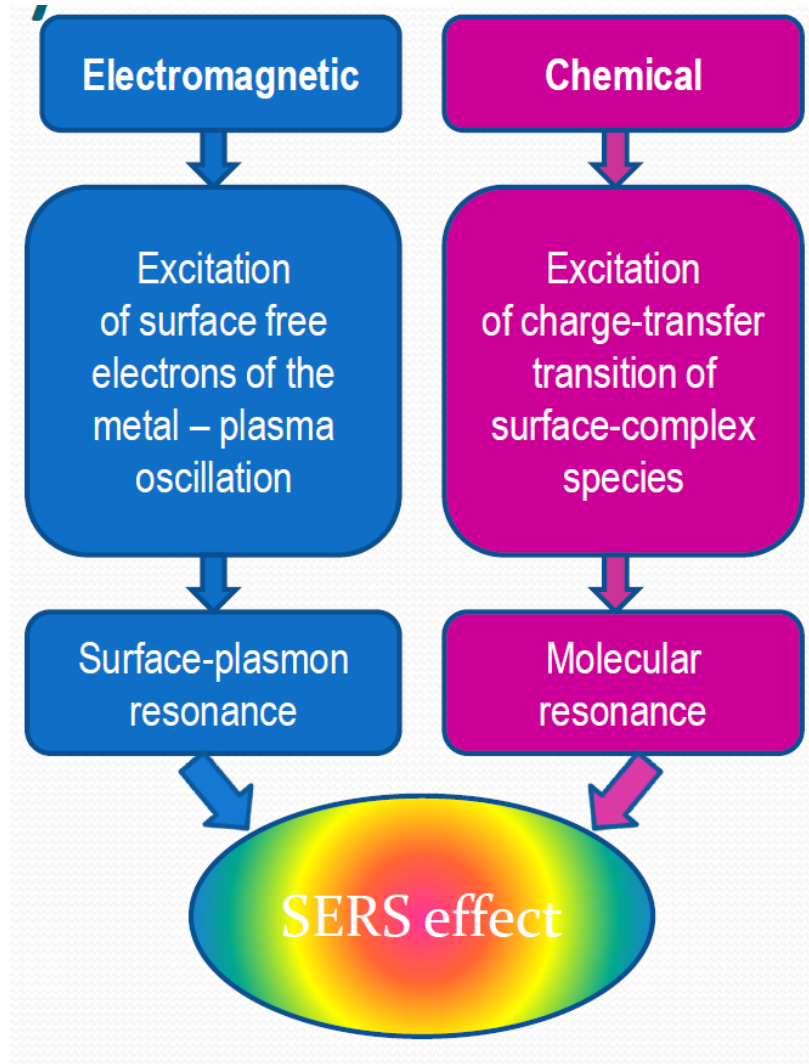 Electromagnetic
Excitation
of surface free
electrons of the
metal – plasma
oscillation
Surface-plasmon
resonance
Chemical
Excitation
of charge-transfer
transition of
surface-complex
species
Molecular
resonance
SERS effect